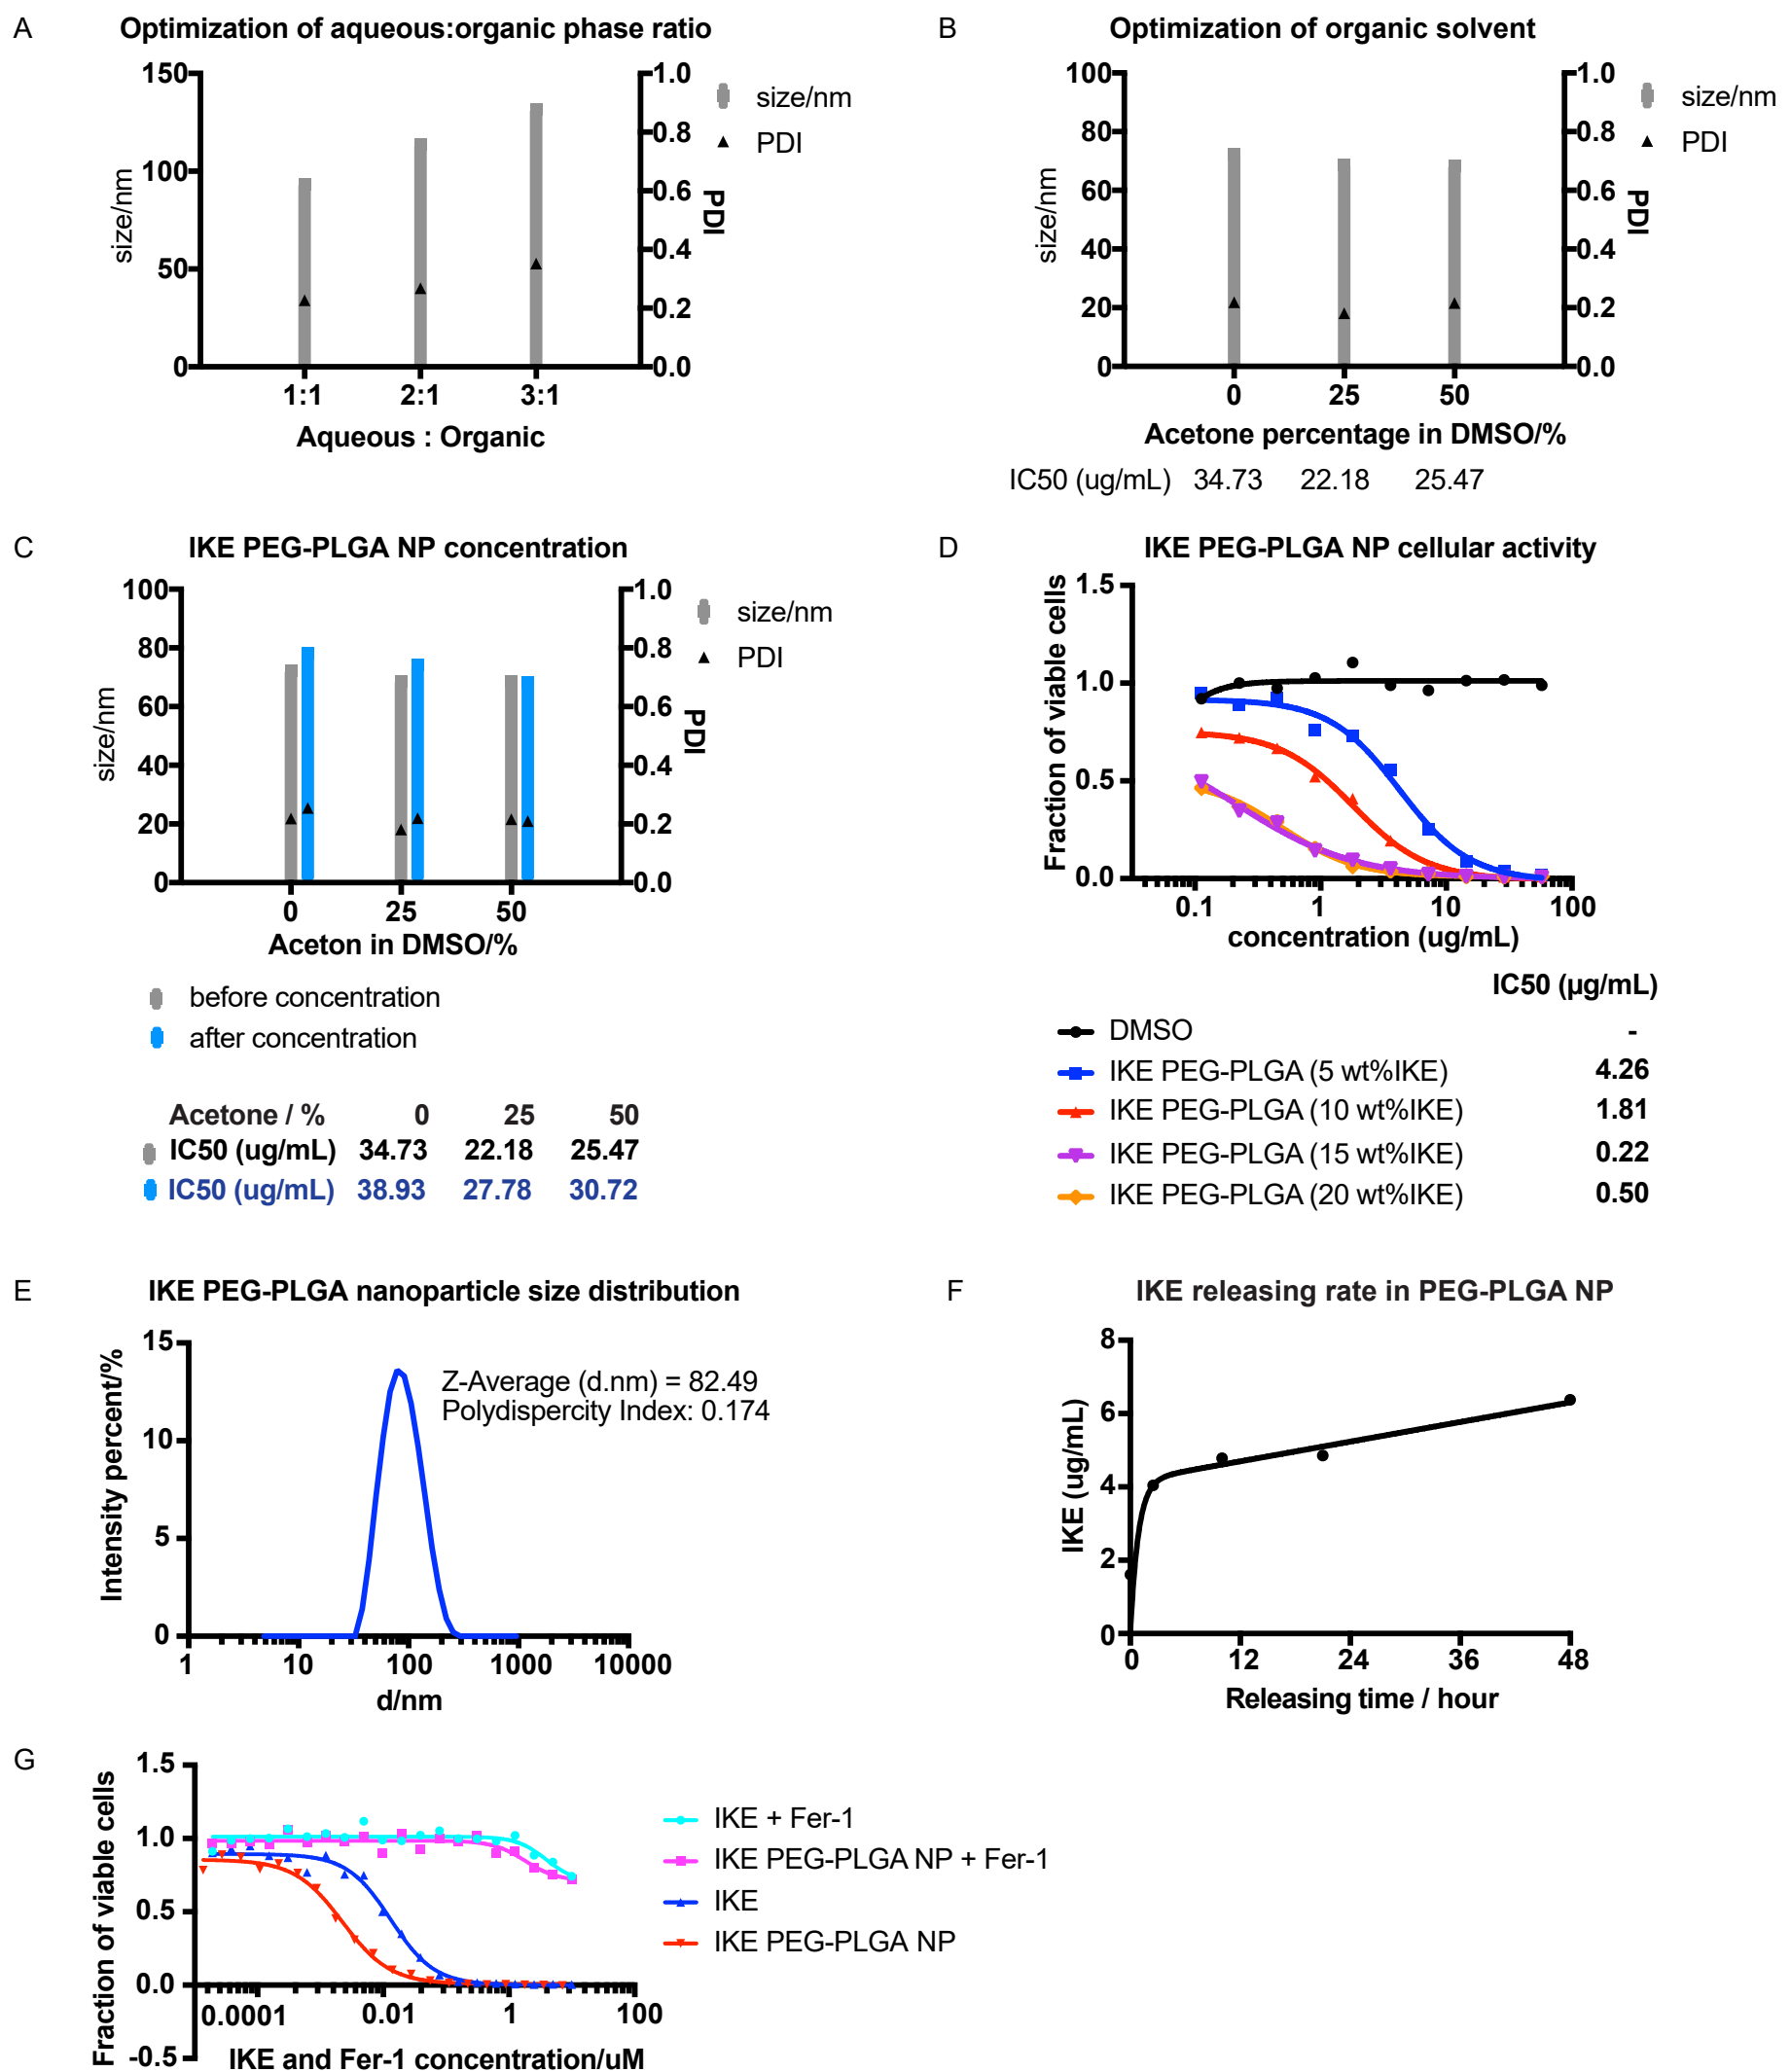 A
Optimization of aqueous:organic phase ratio
150
100
50
0
size/nm
1.0
0.8
0.6
0.4
0.2
0.0
PDI
size/nm
PDI
1:1 2:1 3:1
Aqueous : Organic
B
Optimization of organic solvent
100
80
60
40
20
0
size/nm
1.0
0.8
0.6
0.4
0.2
0.0
PDI
size/nm
PDI
0 25 50
Acetone percentage in DMSO/%
IC50 (ug/mL) 34.73 22.18 25.47
C
IKE PEG-PLGA NP concentration
100
80
60
40
20
0
size/nm
1.0
0.8
0.6
0.4
0.2
0.0
PDI
size/nm
PDI
0 25 50
Aceton in DMSO/%
before concentration
after concentration
Acetone / % 0 25 50
IC50 (ug/mL) 34.73 22.18 25.47
IC50 (ug/mL) 38.93 27.78 30.72
D
IKE PEG-PLGA NP cellular activity
1.5
1.0
0.5
0.0
Fraction of viable cells
0.1 1 10 100
concentration (ug/mL)
IC50 (µg/mL)
DMSO -
IKE PEG-PLGA (5 wt%IKE) 4.26
IKE PEG-PLGA (10 wt%IKE) 1.81
IKE PEG-PLGA (15 wt%IKE) 0.22
IKE PEG-PLGA (20 wt%IKE) 0.50
E
IKE PEG-PLGA nanoparticle size distribution
15
10
5
0
Intensity percent/%
Z-Average (d.nm) = 82.49
Polydispercity Index: 0.174
1 10 100 1000 10000
d/nm
F
IKE releasing rate in PEG-PLGA NP
8
6
4
2
0
IKE (ug/mL)
0 12 24 36 48
Releasing time / hour
G
1.5
1.0
0.5
0.0
-0.5
Fraction of viable cells
0.0001 0.01 1 100
IKE and Fer-1 concentration/uM
IKE + Fer-1
IKE PEG-PLGA NP + Fer-1
IKE
IKE PEG-PLGA NP